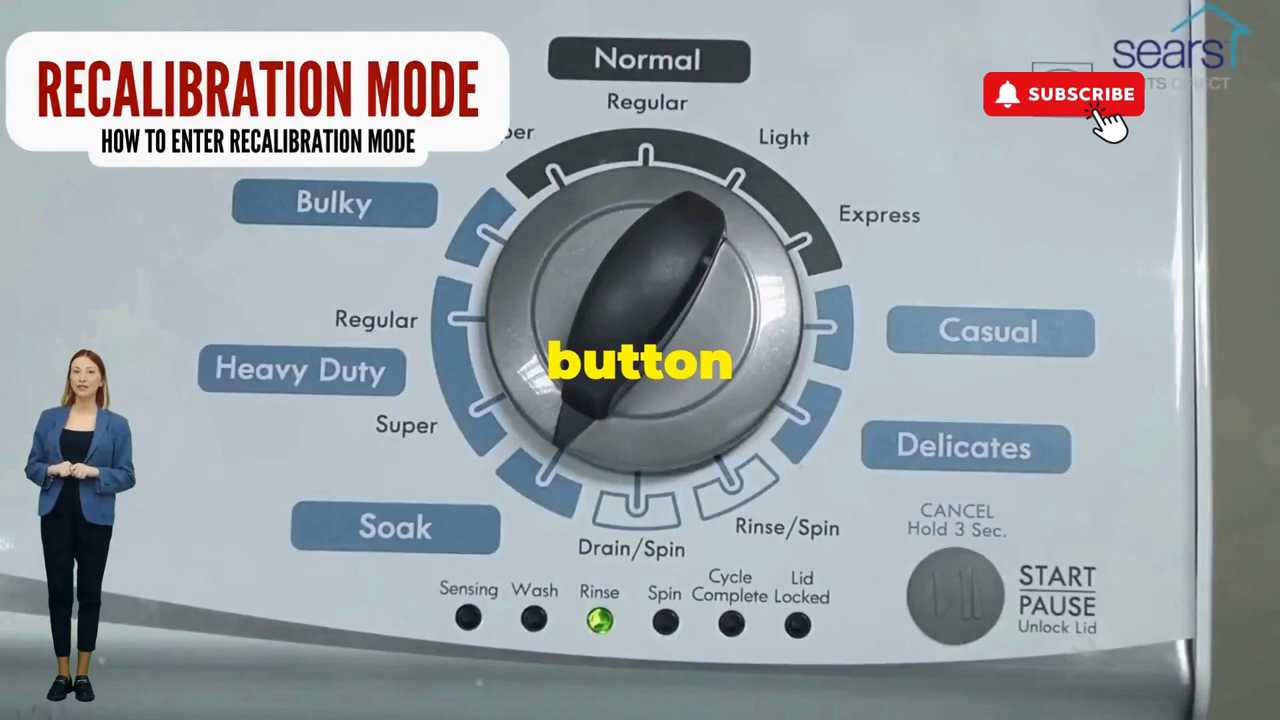 sears
RECALIBRATION MODE
HOW TO ENTER RECALIBRATION MODE
SUBSCRIBE
DIRECT
Normal
Regular
Light
Bulky
Express
Regular
Casual
Heavy Duty
button
Super
Delicates
Soak
CANCEL
Hold 3 Sec.
Rinse/Spin
Drain/Spin
Sensing
Wash
Rinse
Spin
Cycle
Complete
Lid
Locked
START
PAUSE
Unlock Lid